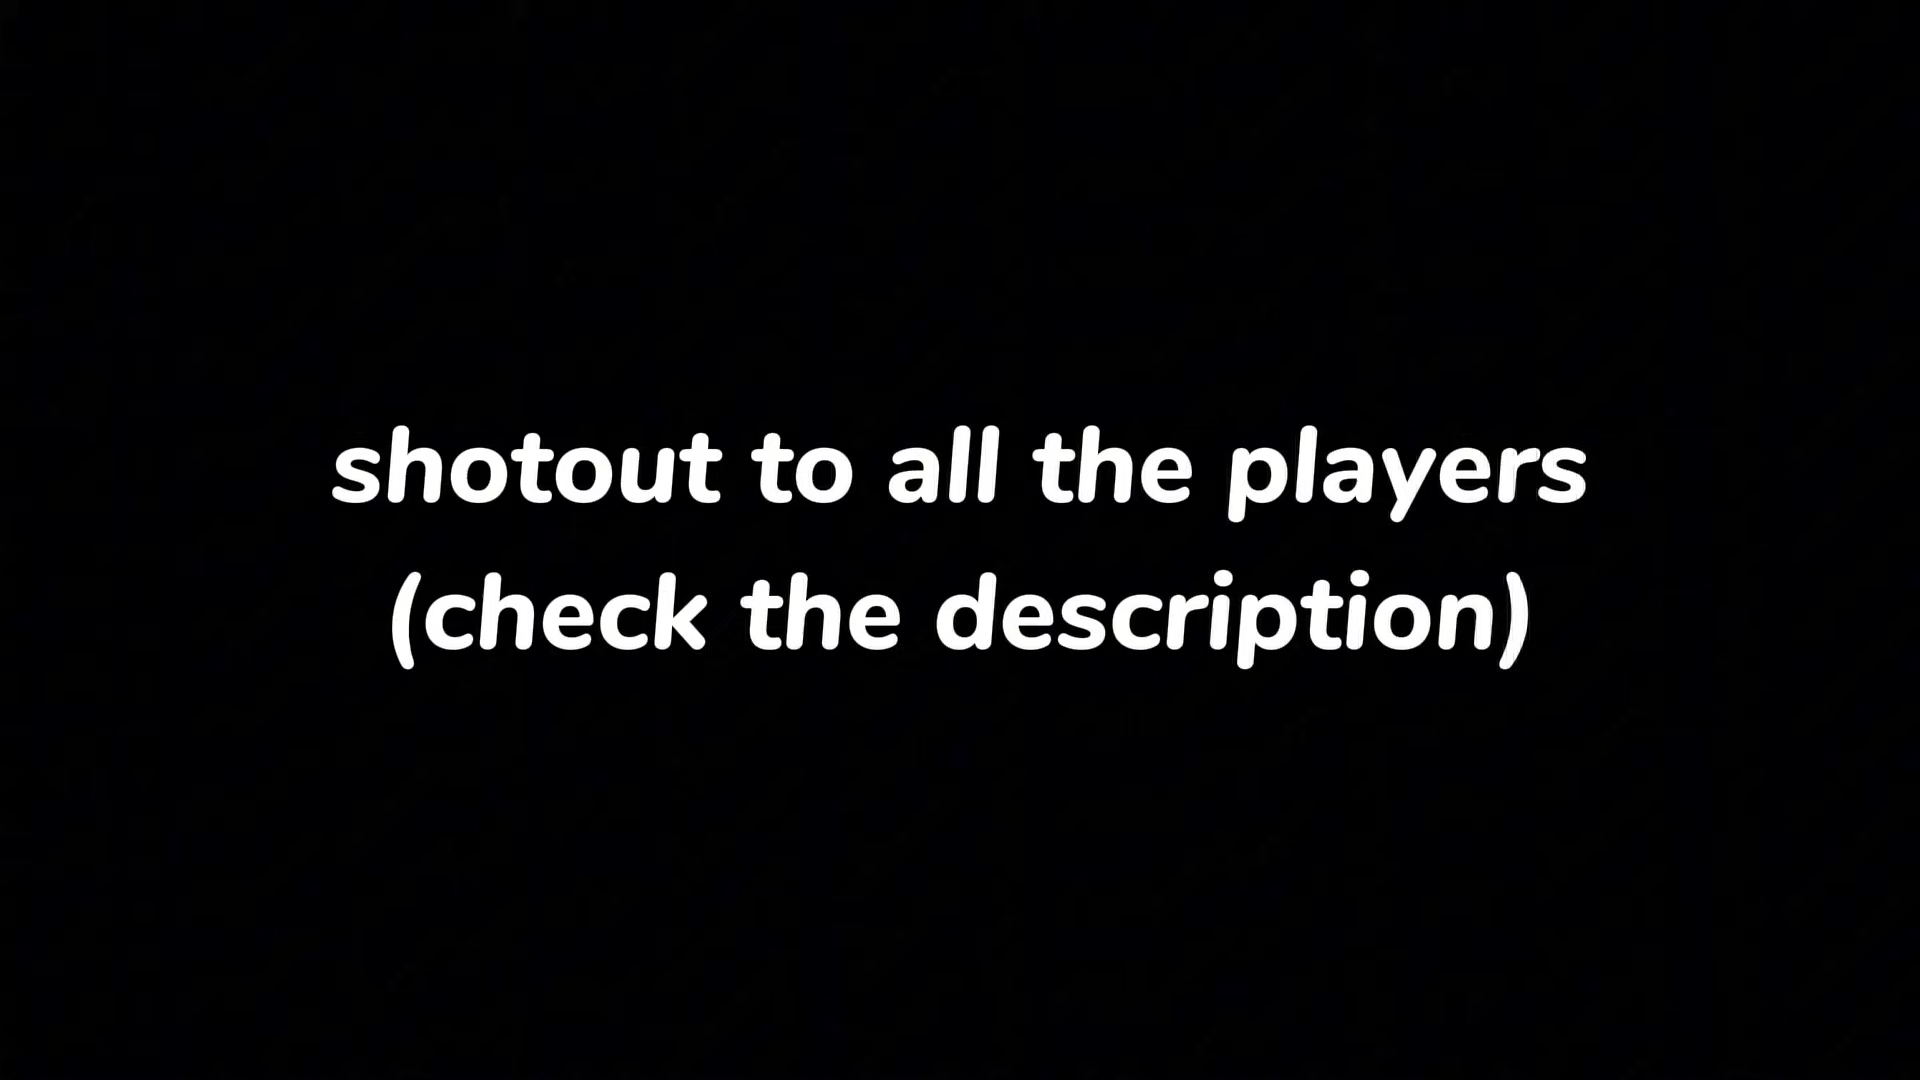 shotout to all the players
(check the description)